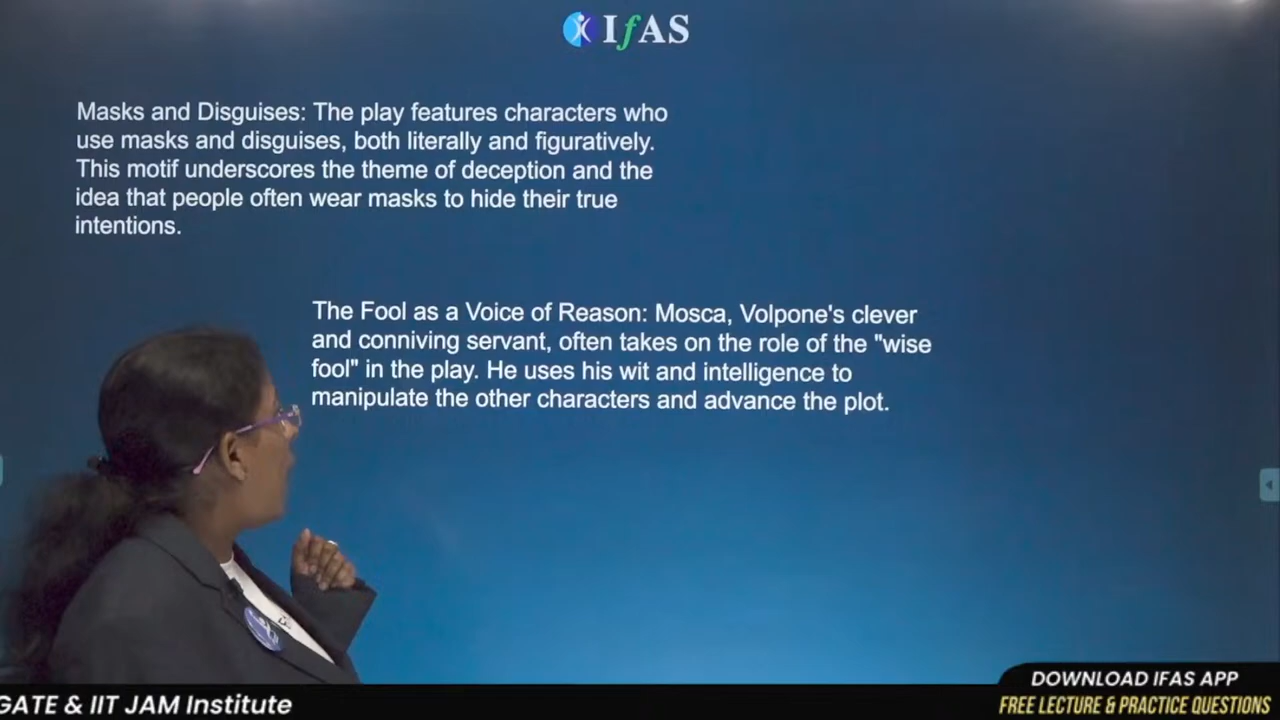 IfAS
Masks and Disguises: The play features characters who
use masks and disguises, both literally and figuratively.
This motif underscores the theme of deception and the
idea that people often wear masks to hide their true
intentions.
The Fool as a Voice of Reason: Mosca, Volpone's clever
and conniving servant, often takes on the role of the "wise
fool" in the play. He uses his wit and intelligence to
manipulate the other characters and advance the plot.
GATE & IIT JAM Institute
DOWNLOAD IFAS APP
FREE LECTURE & PRACTICE QUESTIONS